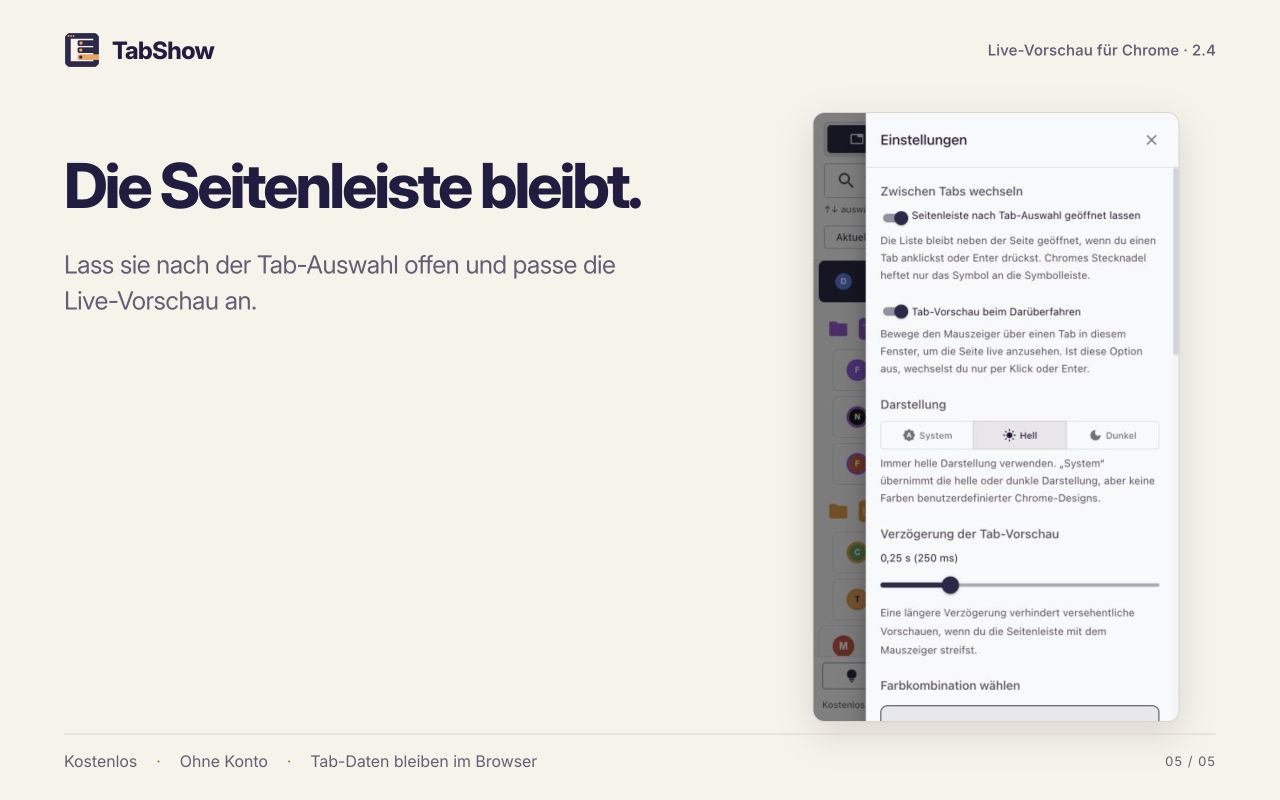 TabShow
Live-Vorschau für Chrome · 2.4
Die Seitenleiste bleibt.
Lass sie nach der Tab-Auswahl offen und passe die
Live-Vorschau an.
↑↓ auswä
Aktuel
D
F
N
F
C
T
M
Kostenlos
Einstellungen
Zwischen Tabs wechseln
Seitenleiste nach Tab-Auswahl geöffnet lassen
Die Liste bleibt neben der Seite geöffnet, wenn du einen
Tab anklickst oder Enter drückst. Chromes Stecknadel
heftet nur das Symbol an die Symbolleiste.
Tab-Vorschau beim Darüberfahren
Bewege den Mauszeiger über einen Tab in diesem
Fenster, um die Seite live anzusehen. Ist diese Option
aus, wechselst du nur per Klick oder Enter.
Darstellung
System Hell Dunkel
Immer helle Darstellung verwenden. „System“
übernimmt die helle oder dunkle Darstellung, aber keine
Farben benutzerdefinierter Chrome-Designs.
Verzögerung der Tab-Vorschau
0,25 s (250 ms)
Eine längere Verzögerung verhindert versehentliche
Vorschauen, wenn du die Seitenleiste mit dem
Mauszeiger streifst.
Farbkombination wählen
Kostenlos · Ohne Konto · Tab-Daten bleiben im Browser
05 / 05